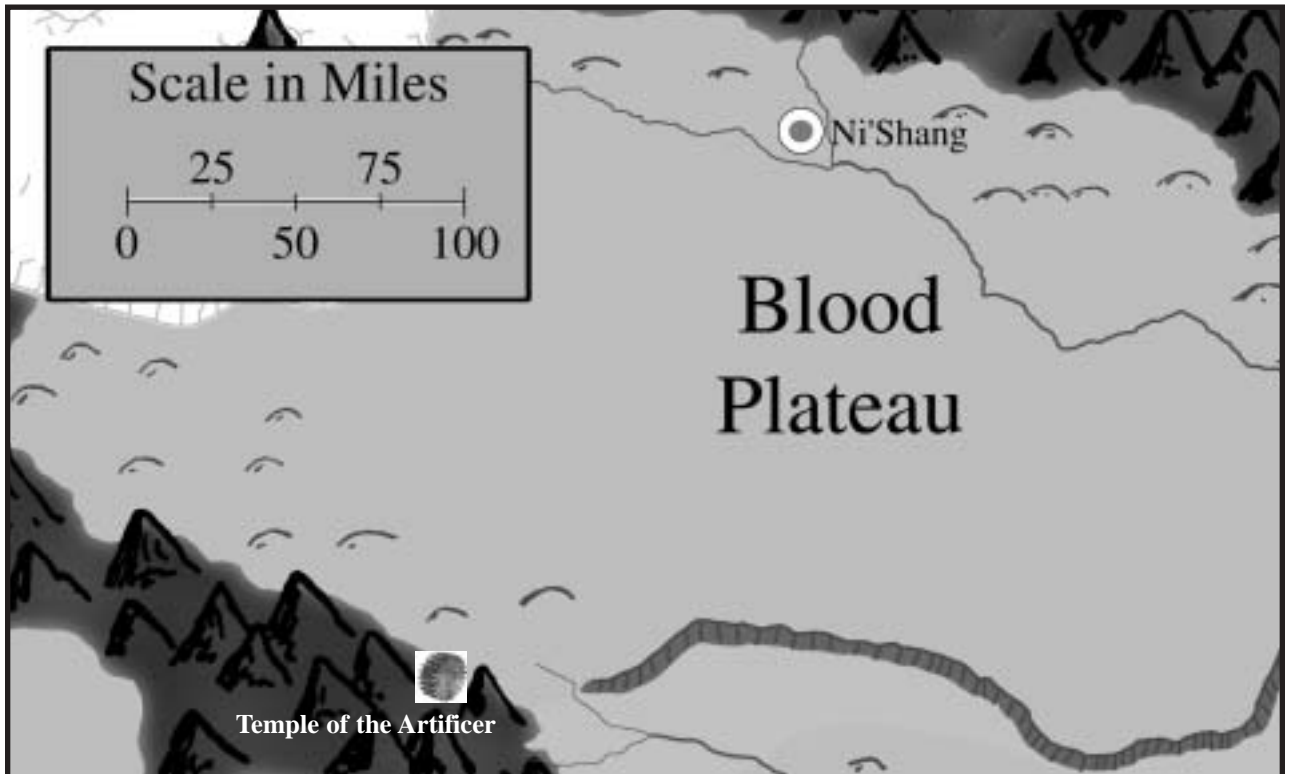 Scale in Miles
25 75
0 50 100
Ni'Shang
Blood
Plateau
Temple of the Artificer